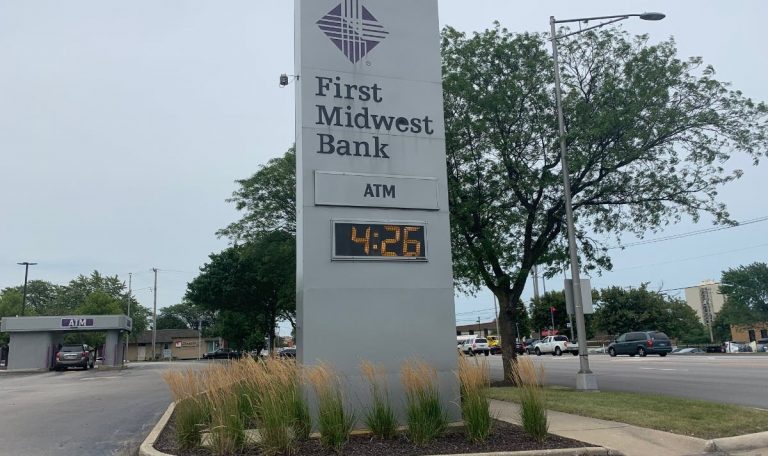 First
Midwest
Bank
ATM
4:26
ATM